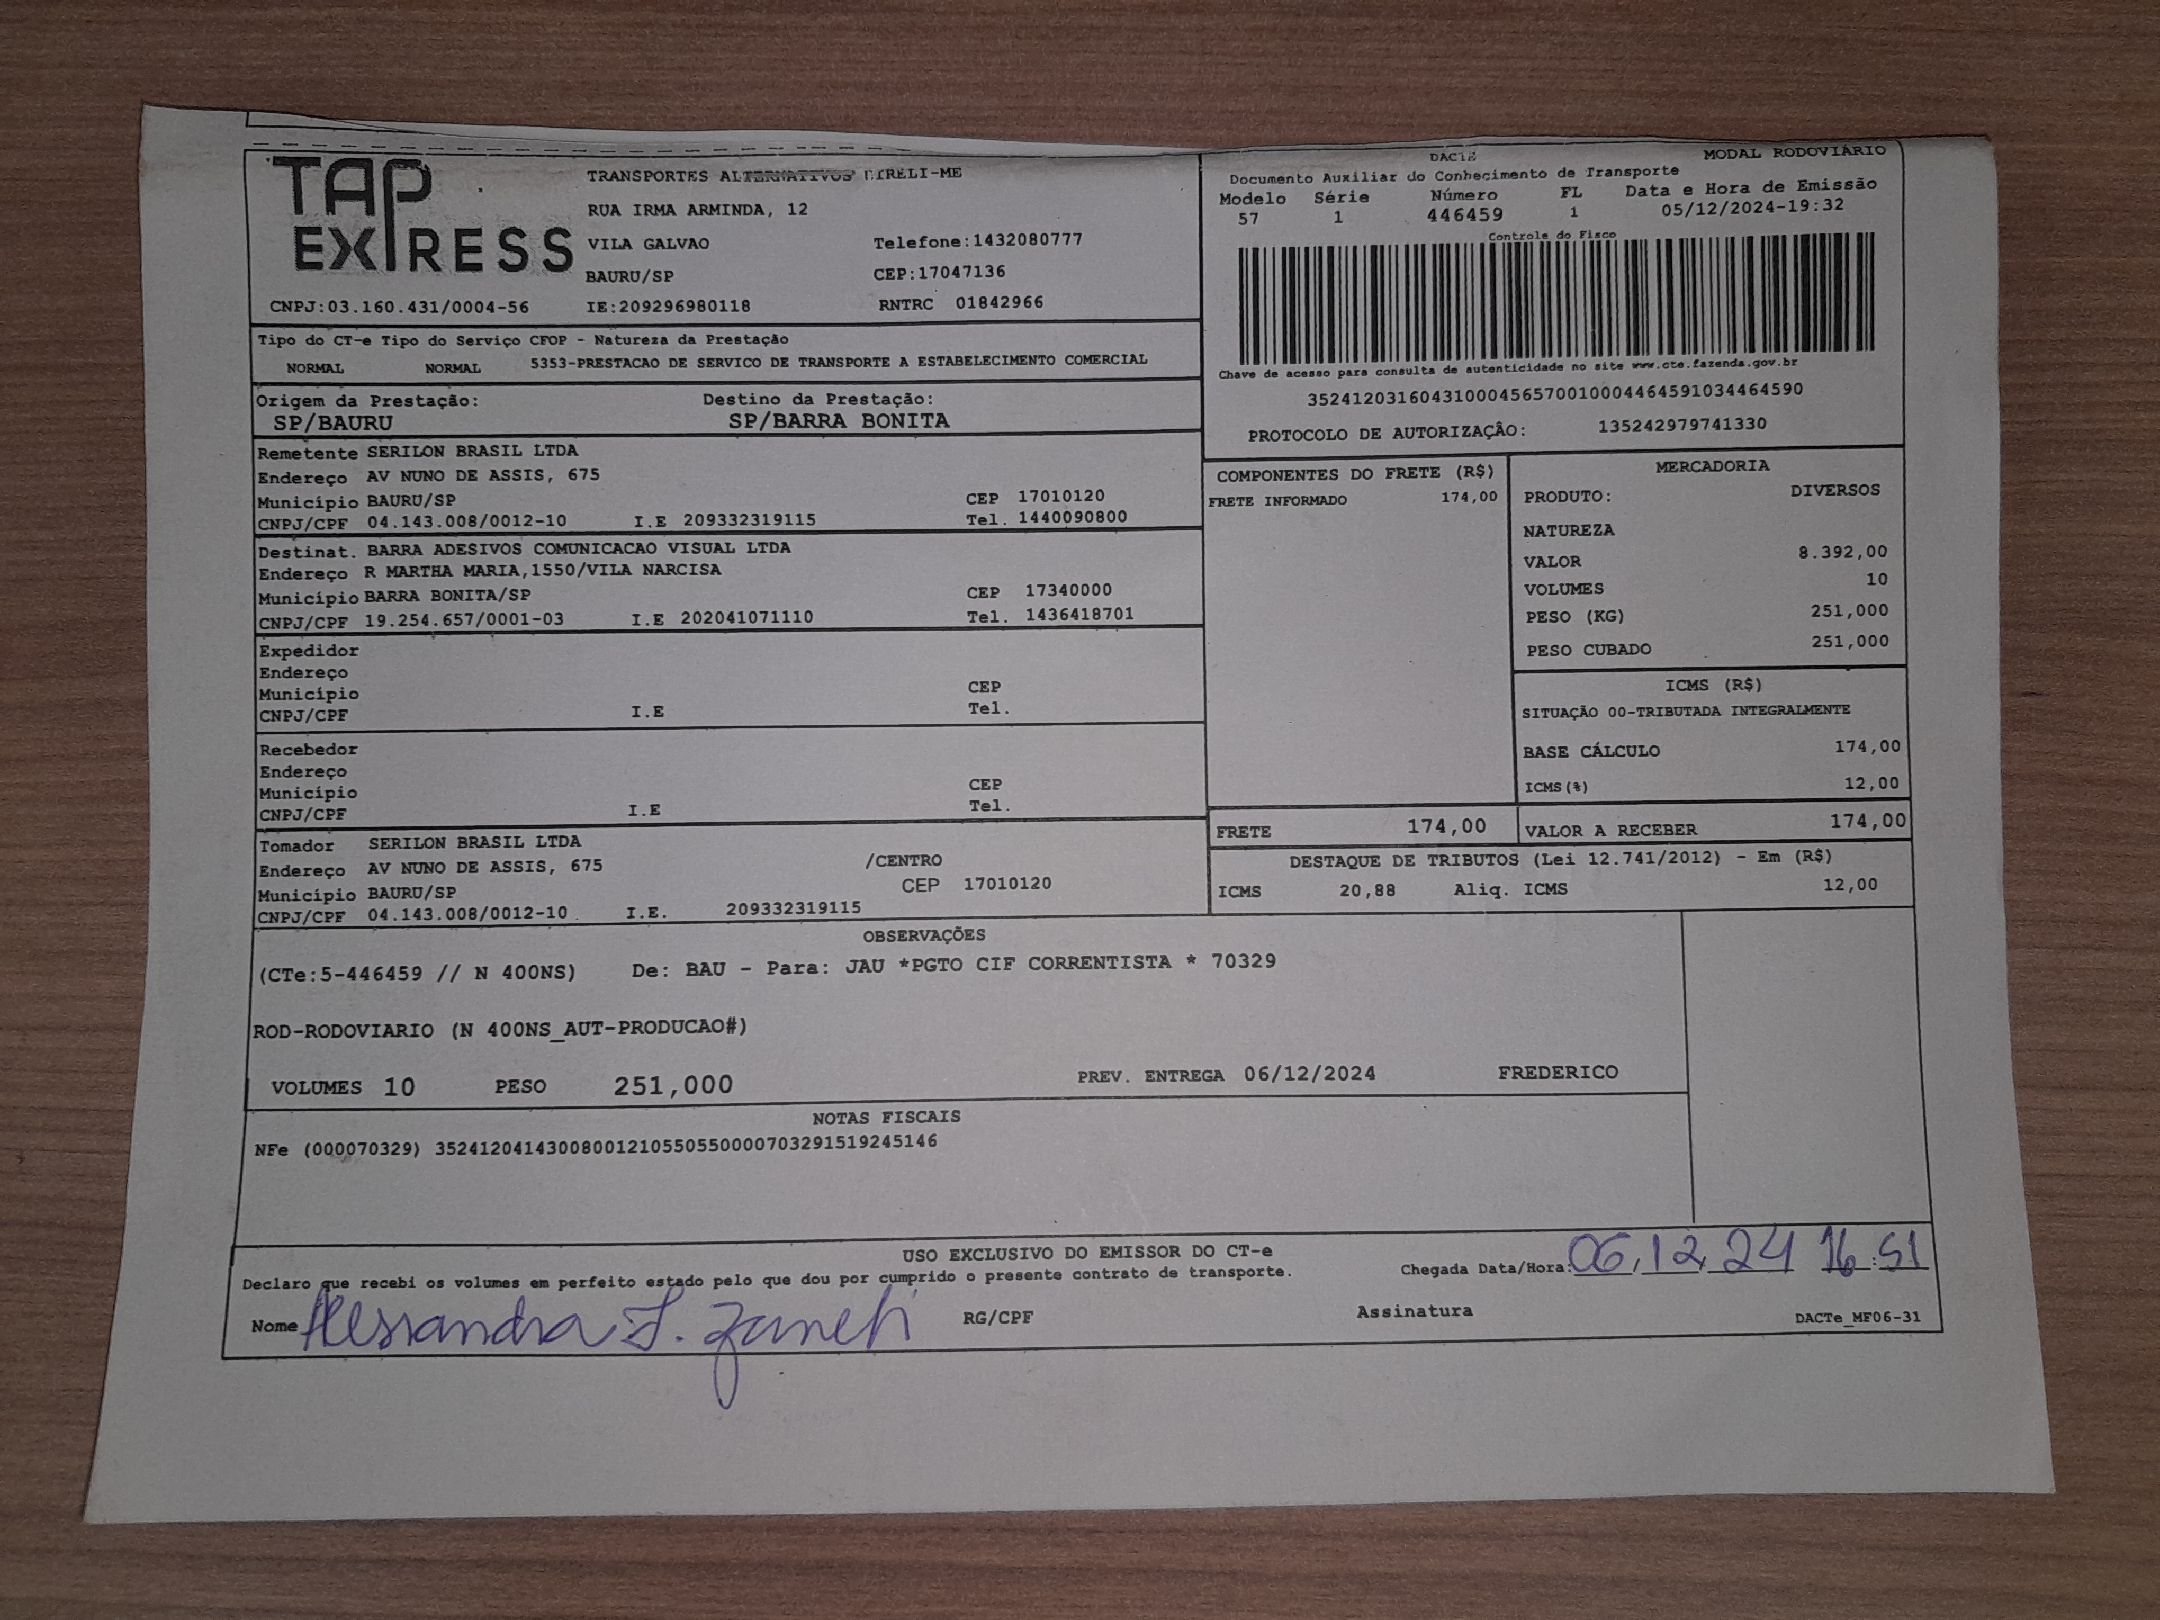 TAP EXPRESS
TRANSPORTES ALTERNATIVOS EIRELI-ME
RUA IRMA ARMINDA, 12
VILA GALVAO Telefone:1432080777
BAURU/SP CEP:17047136
CNPJ:03.160.431/0004-56 IE:209296980118 RNTRC 01842966
DACTE MODAL RODOVIÁRIO
Documento Auxiliar do Conhecimento de Transporte
Modelo Série Número FL Data e Hora de Emissão
57 1 446459 1 05/12/2024-19:32
Controle do Fisco
Chave de acesso para consulta de autenticidade no site www.cte.fazenda.gov.br
35241203160431000456570010004464591034464590
PROTOCOLO DE AUTORIZAÇÂO: 135242979741330
Tipo do CT-e Tipo do Serviço CFOP - Natureza da Prestação
NORMAL NORMAL 5353-PRESTACAO DE SERVICO DE TRANSPORTE A ESTABELECIMENTO COMERCIAL
Origem da Prestação: Destino da Prestação:
SP/BAURU SP/BARRA BONITA
Remetente SERILON BRASIL LTDA
Endereço AV NUNO DE ASSIS, 675
Município BAURU/SP CEP 17010120
CNPJ/CPF 04.143.008/0012-10 I.E 209332319115 Tel. 1440090800
Destinat. BARRA ADESIVOS COMUNICACAO VISUAL LTDA
Endereço R MARTHA MARIA,1550/VILA NARCISA
Município BARRA BONITA/SP CEP 17340000
CNPJ/CPF 19.254.657/0001-03 I.E 202041071110 Tel. 1436418701
Expedidor
Endereço
Município CEP
CNPJ/CPF I.E Tel.
Recebedor
Endereço
Município CEP
CNPJ/CPF I.E Tel.
Tomador SERILON BRASIL LTDA
Endereço AV NUNO DE ASSIS, 675 /CENTRO
Município BAURU/SP CEP 17010120
CNPJ/CPF 04.143.008/0012-10 I.E. 209332319115
COMPONENTES DO FRETE (R$)
FRETE INFORMADO 174,00
MERCADORIA
PRODUTO: DIVERSOS
NATUREZA
VALOR 8.392,00
VOLUMES 10
PESO (KG) 251,000
PESO CUBADO 251,000
ICMS (R$)
SITUAÇÃO 00-TRIBUTADA INTEGRALMENTE
BASE CÁLCULO 174,00
ICMS(%) 12,00
FRETE 174,00 VALOR A RECEBER 174,00
DESTAQUE DE TRIBUTOS (Lei 12.741/2012) - Em (R$)
ICMS 20,88 Aliq. ICMS 12,00
OBSERVAÇÕES
(CTe:5-446459 // N 400NS) De: BAU - Para: JAU *PGTO CIF CORRENTISTA * 70329
ROD-RODOVIARIO (N 400NS_AUT-PRODUCAO#)
VOLUMES 10 PESO 251,000 PREV. ENTREGA 06/12/2024 FREDERICO
NOTAS FISCAIS
NFe (000070329) 35241204143008001210550550000703291519245146
USO EXCLUSIVO DO EMISSOR DO CT-e
Declaro que recebi os volumes em perfeito estado pelo que dou por cumprido o presente contrato de transporte. Chegada Data/Hora: 06.12.24 16:51
Nome Alessandra F. Zaneti RG/CPF Assinatura DACTe_MF06-31